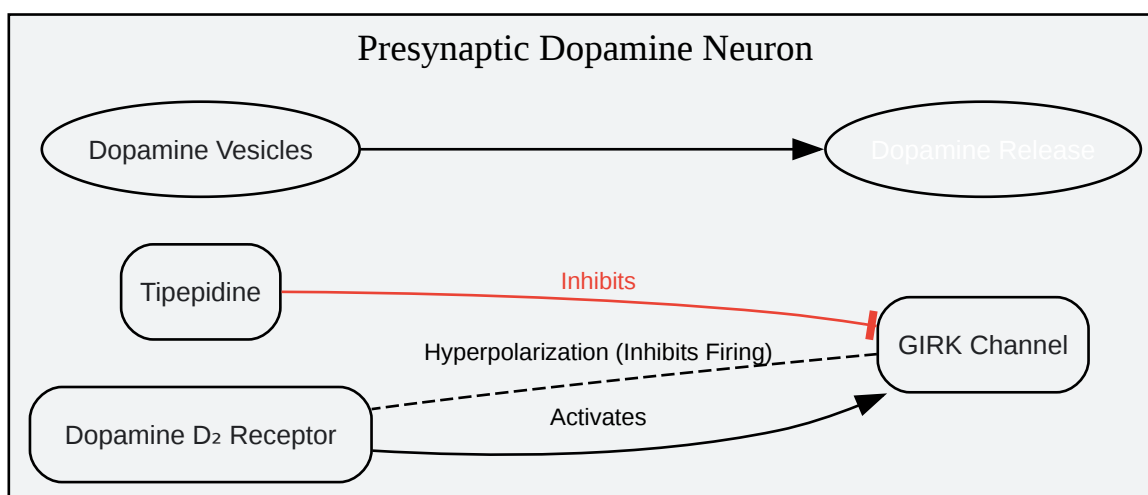 Presynaptic Dopamine Neuron
Dopamine Vesicles
Dopamine Release
Tipepidine
Inhibits
GIRK Channel
Hyperpolarization (Inhibits Firing)
Dopamine D₂ Receptor
Activates